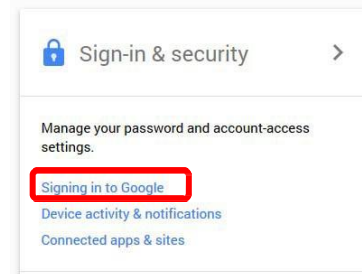 Sign-in & security
Manage your password and account-access
settings.
Signing in to Google
Device activity & notifications
Connected apps & sites